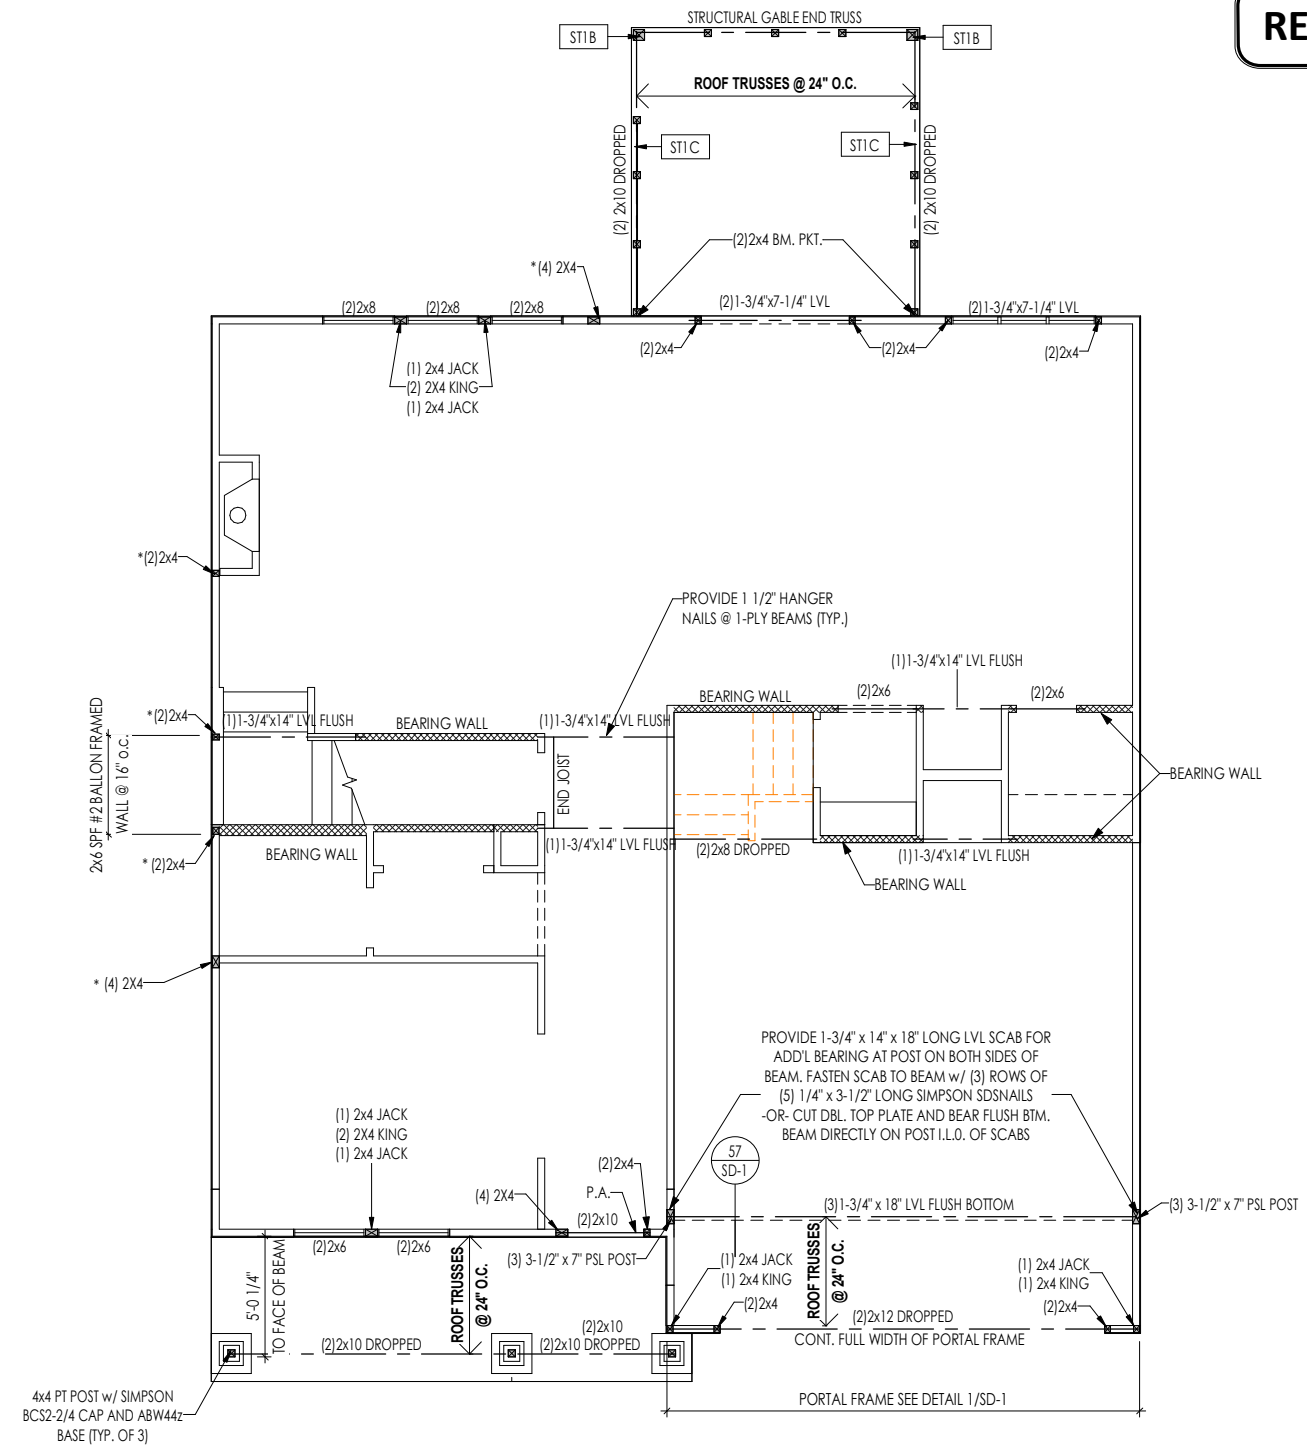 RE
STRUCTURAL GABLE END TRUSS
ST1B
ST1B
ROOF TRUSSES @ 24" O.C.
(2) 2x10 DROPPED
ST1C
ST1C
(2) 2x10 DROPPED
(2)2x4 BM. PKT.
*(4) 2X4
(2)2x8
(2)2x8
(2)2x8
(2)1-3/4"x7-1/4" LVL
(2)1-3/4"x7-1/4" LVL
(2)2x4
(2)2x4
(2)2x4
(1) 2x4 JACK
(2) 2X4 KING
(1) 2x4 JACK
*(2)2x4
PROVIDE 1 1/2" HANGER
NAILS @ 1-PLY BEAMS (TYP.)
(1)1-3/4"x14" LVL FLUSH
BEARING WALL
(2)2x6
(2)2x6
*(2)2x4
(1)1-3/4"x14" LVL FLUSH
BEARING WALL
(1)1-3/4"x14" LVL FLUSH
2x6 SPF #2 BALLON FRAMED
WALL @ 16" o.c.
END JOIST
BEARING WALL
* (2)2x4
BEARING WALL
(1)1-3/4"x14" LVL FLUSH
(2)2x8 DROPPED
(1)1-3/4"x14" LVL FLUSH
BEARING WALL
* (4) 2X4
PROVIDE 1-3/4" x 14" x 18" LONG LVL SCAB FOR
ADD'L BEARING AT POST ON BOTH SIDES OF
BEAM. FASTEN SCAB TO BEAM w/ (3) ROWS OF
(5) 1/4" x 3-1/2" LONG SIMPSON SDSNAILS
-OR- CUT DBL. TOP PLATE AND BEAR FLUSH BTM.
BEAM DIRECTLY ON POST I.L.0. OF SCABS
(1) 2x4 JACK
(2) 2X4 KING
(1) 2x4 JACK
57
SD-1
(2)2x4
P.A.
(4) 2X4
(2)2x10
(3)1-3/4" x 18" LVL FLUSH BOTTOM
(3) 3-1/2" x 7" PSL POST
(2)2x6
(2)2x6
(3) 3-1/2" x 7" PSL POST
(1) 2x4 JACK
(1) 2x4 KING
(1) 2x4 JACK
(1) 2x4 KING
5'-0 1/4"
TO FACE OF BEAM
ROOF TRUSSES
@ 24" O.C.
ROOF TRUSSES
@ 24" O.C.
(2)2x4
(2)2x4
(2)2x12 DROPPED
CONT. FULL WIDTH OF PORTAL FRAME
(2)2x10
(2)2x10 DROPPED
(2)2x10 DROPPED
4x4 PT POST w/ SIMPSON
BCS2-2/4 CAP AND ABW44z
BASE (TYP. OF 3)
PORTAL FRAME SEE DETAIL 1/SD-1